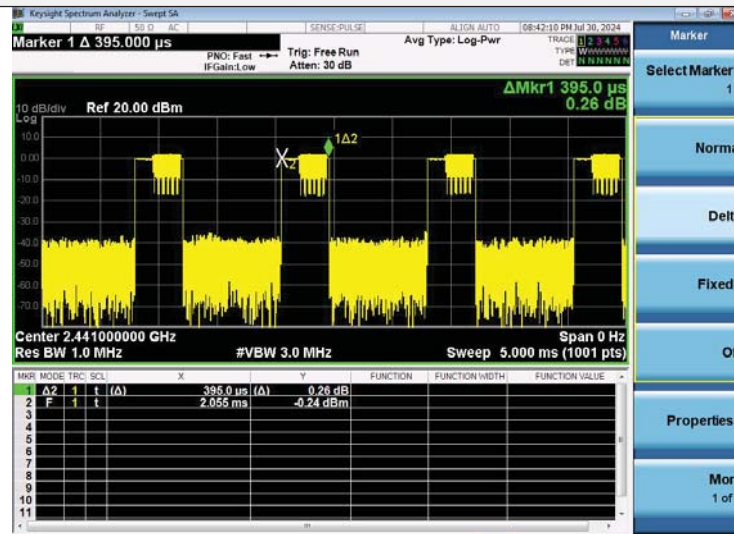 Keysight Spectrum Analyzer - Swept SA
RF 50 Ω AC SENSE:PULSE ALIGN AUTO 08:42:10 PM Jul 30, 2024
Marker 1 Δ 395.000 µs
PNO: Fast
IFGain:Low
Trig: Free Run
Atten: 30 dB
Avg Type: Log-Pwr
TRACE 1 2 3 4 5 6
TYPE W
DET N N N N N N
ΔMkr1 395.0 µs
0.26 dB
10 dB/div Ref 20.00 dBm
Log
10.0
0.00
-10.0
-20.0
-30.0
-40.0
-50.0
-60.0
-70.0
1Δ2
X2
Center 2.441000000 GHz Span 0 Hz
Res BW 1.0 MHz #VBW 3.0 MHz Sweep 5.000 ms (1001 pts)
MKR MODE TRC SCL X Y FUNCTION FUNCTION WIDTH FUNCTION VALUE
1 Δ2 1 t (Δ) 395.0 µs (Δ) 0.26 dB
2 F 1 t 2.055 ms -0.24 dBm
3
4
5
6
7
8
9
10
11
Marker
Select Marker
1
Norma
Delt
Fixed
O
Properties
Mor
1 of